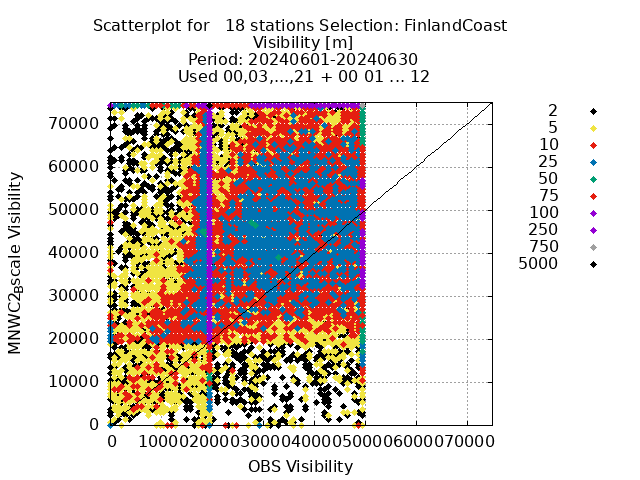 Scatterplot for   18 stations Selection: FinlandCoast
Visibility [m]
Period: 20240601-20240630
Used 00,03,...,21 + 00 01 ... 12
70000
60000
50000
40000
30000
20000
10000
0
MNWC2Bscale Visibility
0 10000 20000 30000 40000 50000 60000 70000
OBS Visibility
2
5
10
25
50
75
100
250
750
5000